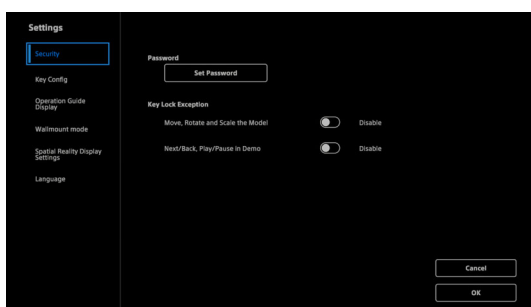 Settings
Security
Key Config
Operation Guide
Display
Wallmount mode
Spatial Reality Display
Settings
Language
Password
Set Password
Key Lock Exception
Move, Rotate and Scale the Model
Disable
Next/Back, Play/Pause in Demo
Disable
Cancel
OK